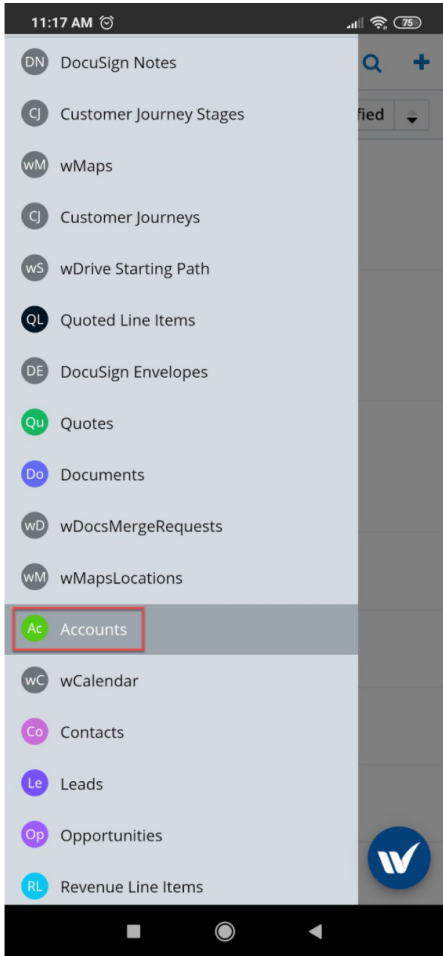 11:17 AM 75
DN DocuSign Notes
CJ Customer Journey Stages
fied
wM wMaps
CJ Customer Journeys
wS wDrive Starting Path
QL Quoted Line Items
DE DocuSign Envelopes
Qu Quotes
Do Documents
wD wDocsMergeRequests
wM wMapsLocations
Ac Accounts
wC wCalendar
Co Contacts
Le Leads
Op Opportunities
RL Revenue Line Items